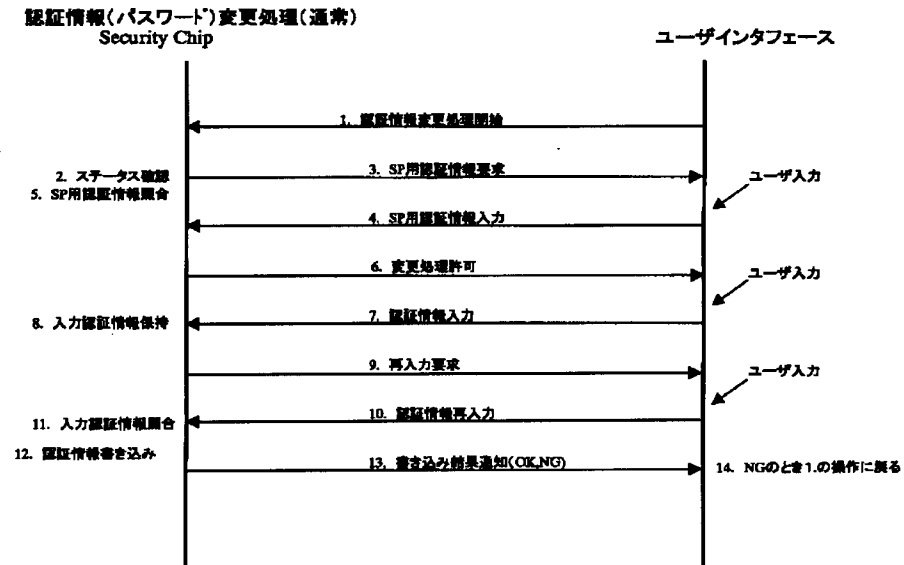 認証情報(パスワード)変更処理(通常)
Security Chip
ユーザインタフェース
1. 認証情報変更処理開始
2. ステータス確認
3. SP用認証情報要求
ユーザ入力
5. SP用認証情報照合
4. SP用認証情報入力
6. 変更処理許可
ユーザ入力
8. 入力認証情報保持
7. 認証情報入力
9. 再入力要求
ユーザ入力
11. 入力認証情報照合
10. 認証情報再入力
12. 認証情報書き込み
13. 書き込み結果通知(OK,NG)
14. NGのとき1.の操作に戻る